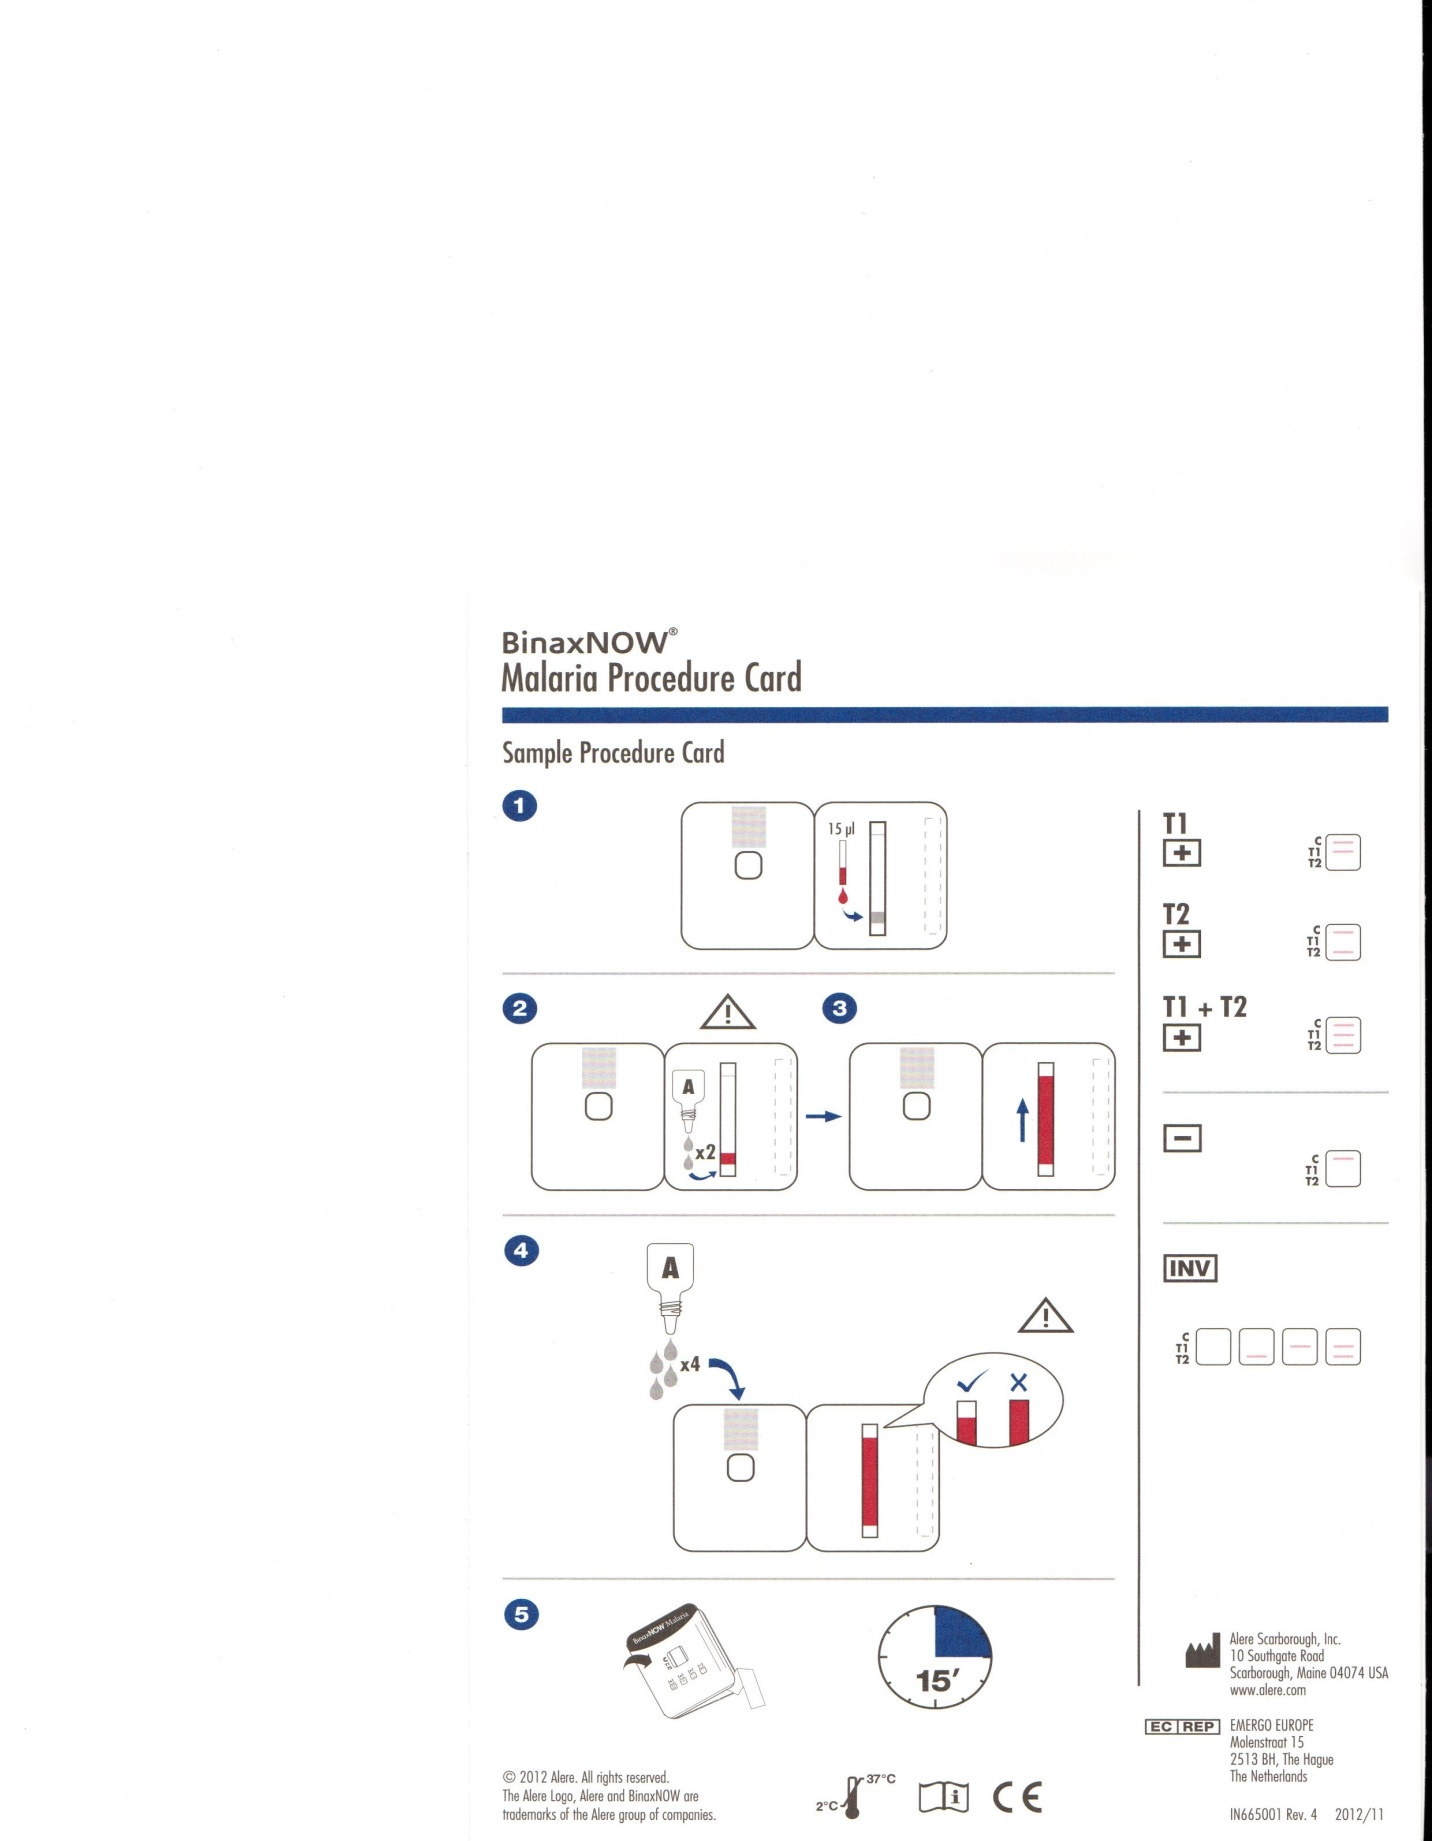 BinaxNOW®
Malaria Procedure Card
Sample Procedure Card
1
15 µl
2
A
x2
3
4
A
x4
5
BinaxNOW Malaria
15’
T1
+
C
T1
T2
T2
+
C
T1
T2
T1 + T2
+
C
T1
T2
–
C
T1
T2
INV
C
T1
T2
Alere Scarborough, Inc.
10 Southgate Road
Scarborough, Maine 04074 USA
www.alere.com
EC REP
EMERGO EUROPE
Molenstraat 15
2513 BH, The Hague
The Netherlands
© 2012 Alere. All rights reserved.
The Alere Logo, Alere and BinaxNOW are
trademarks of the Alere group of companies.
2°C
37°C
i
CE
IN665001 Rev. 4 2012/11